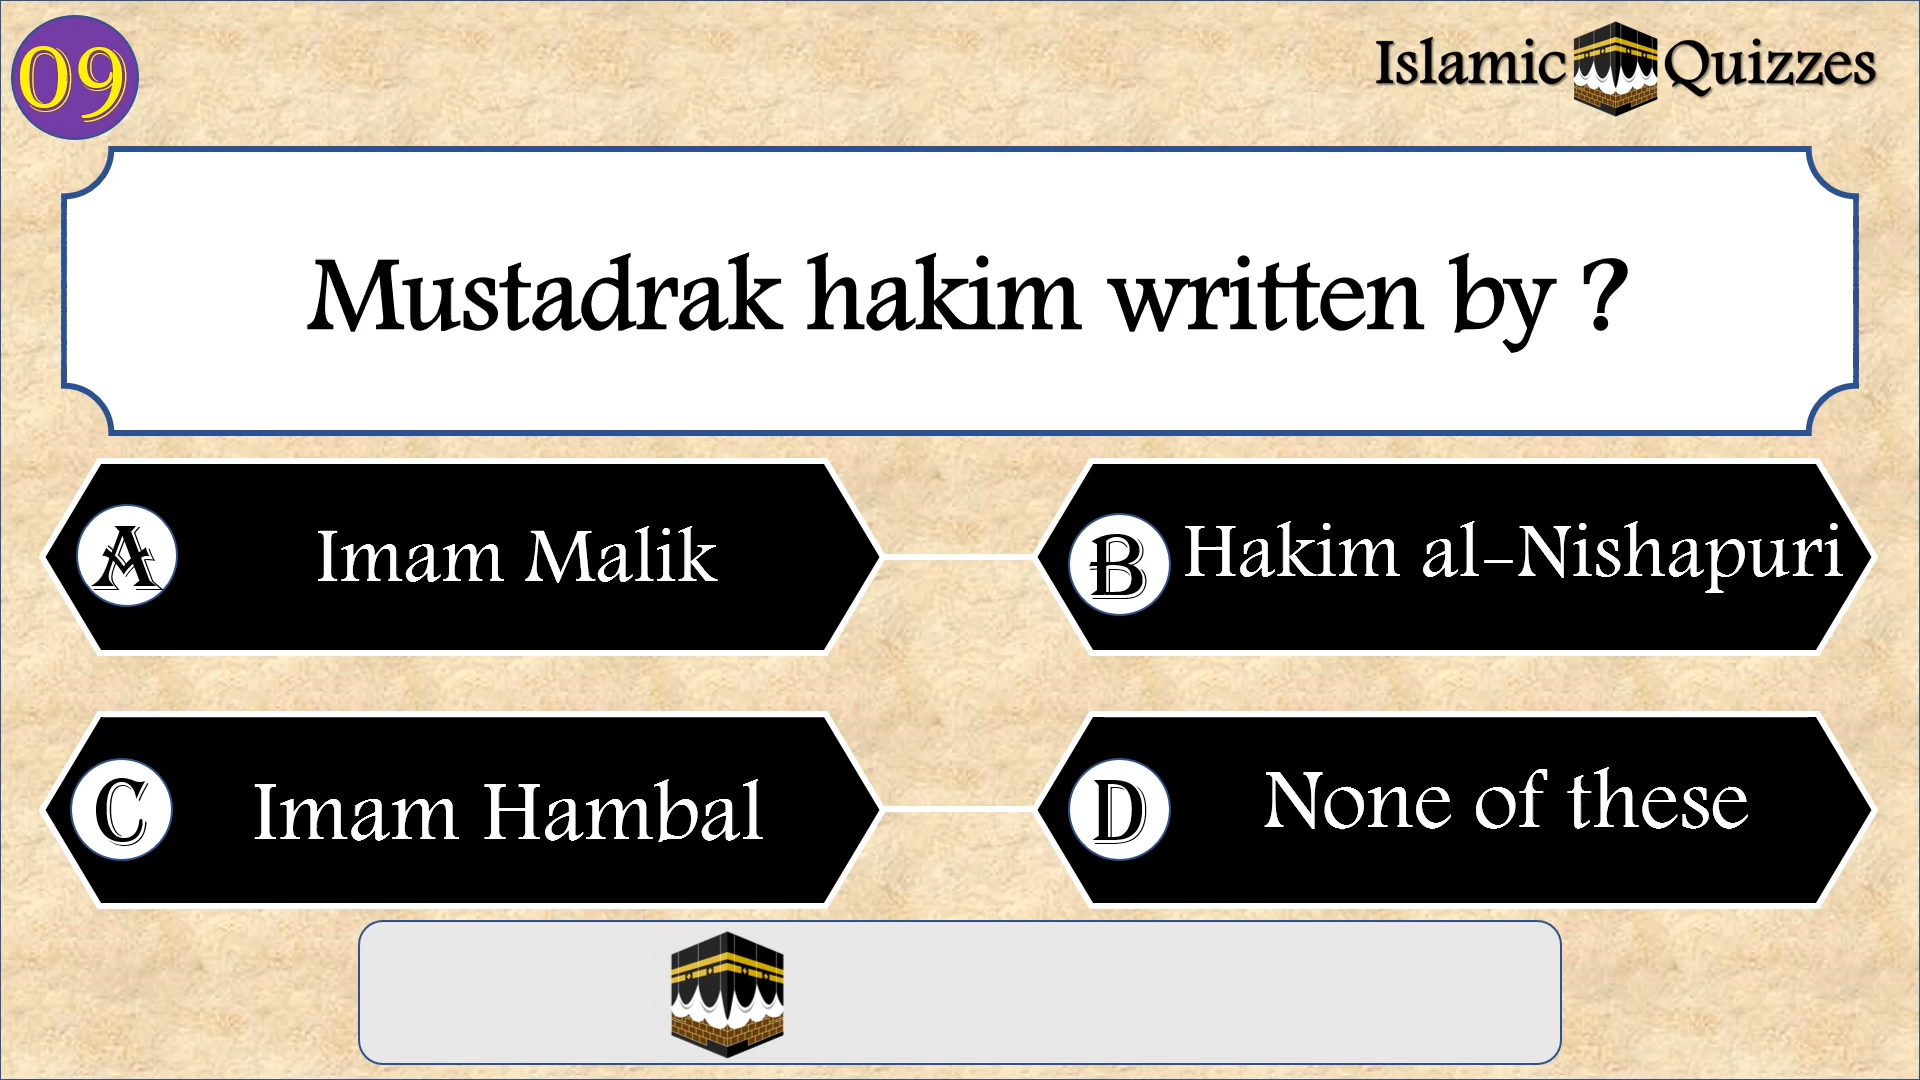 09
Islamic Quizzes
Mustadrak hakim written by ?
A Imam Malik
B Hakim al-Nishapuri
C Imam Hambal
D None of these